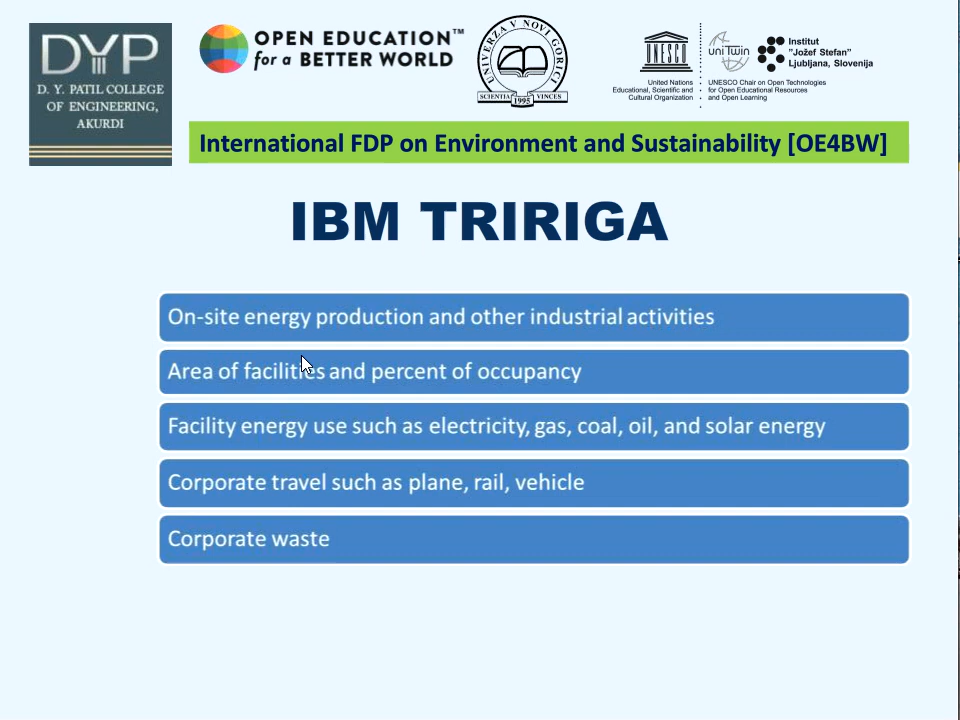 DYP
D. Y. PATIL COLLEGE
OF ENGINEERING,
AKURDI
OPEN EDUCATION™
for a BETTER WORLD
UNIVERZA V NOVI GORICI
SCIENTIA VINCES
1995
UNESCO
United Nations
Educational, Scientific and
Cultural Organization
uniTwin
Institut
"Jožef Stefan"
Ljubljana, Slovenija
UNESCO Chair on Open Technologies
for Open Educational Resources
and Open Learning
International FDP on Environment and Sustainability [OE4BW]
IBM TRIRIGA
On-site energy production and other industrial activities
Area of facilities and percent of occupancy
Facility energy use such as electricity, gas, coal, oil, and solar energy
Corporate travel such as plane, rail, vehicle
Corporate waste